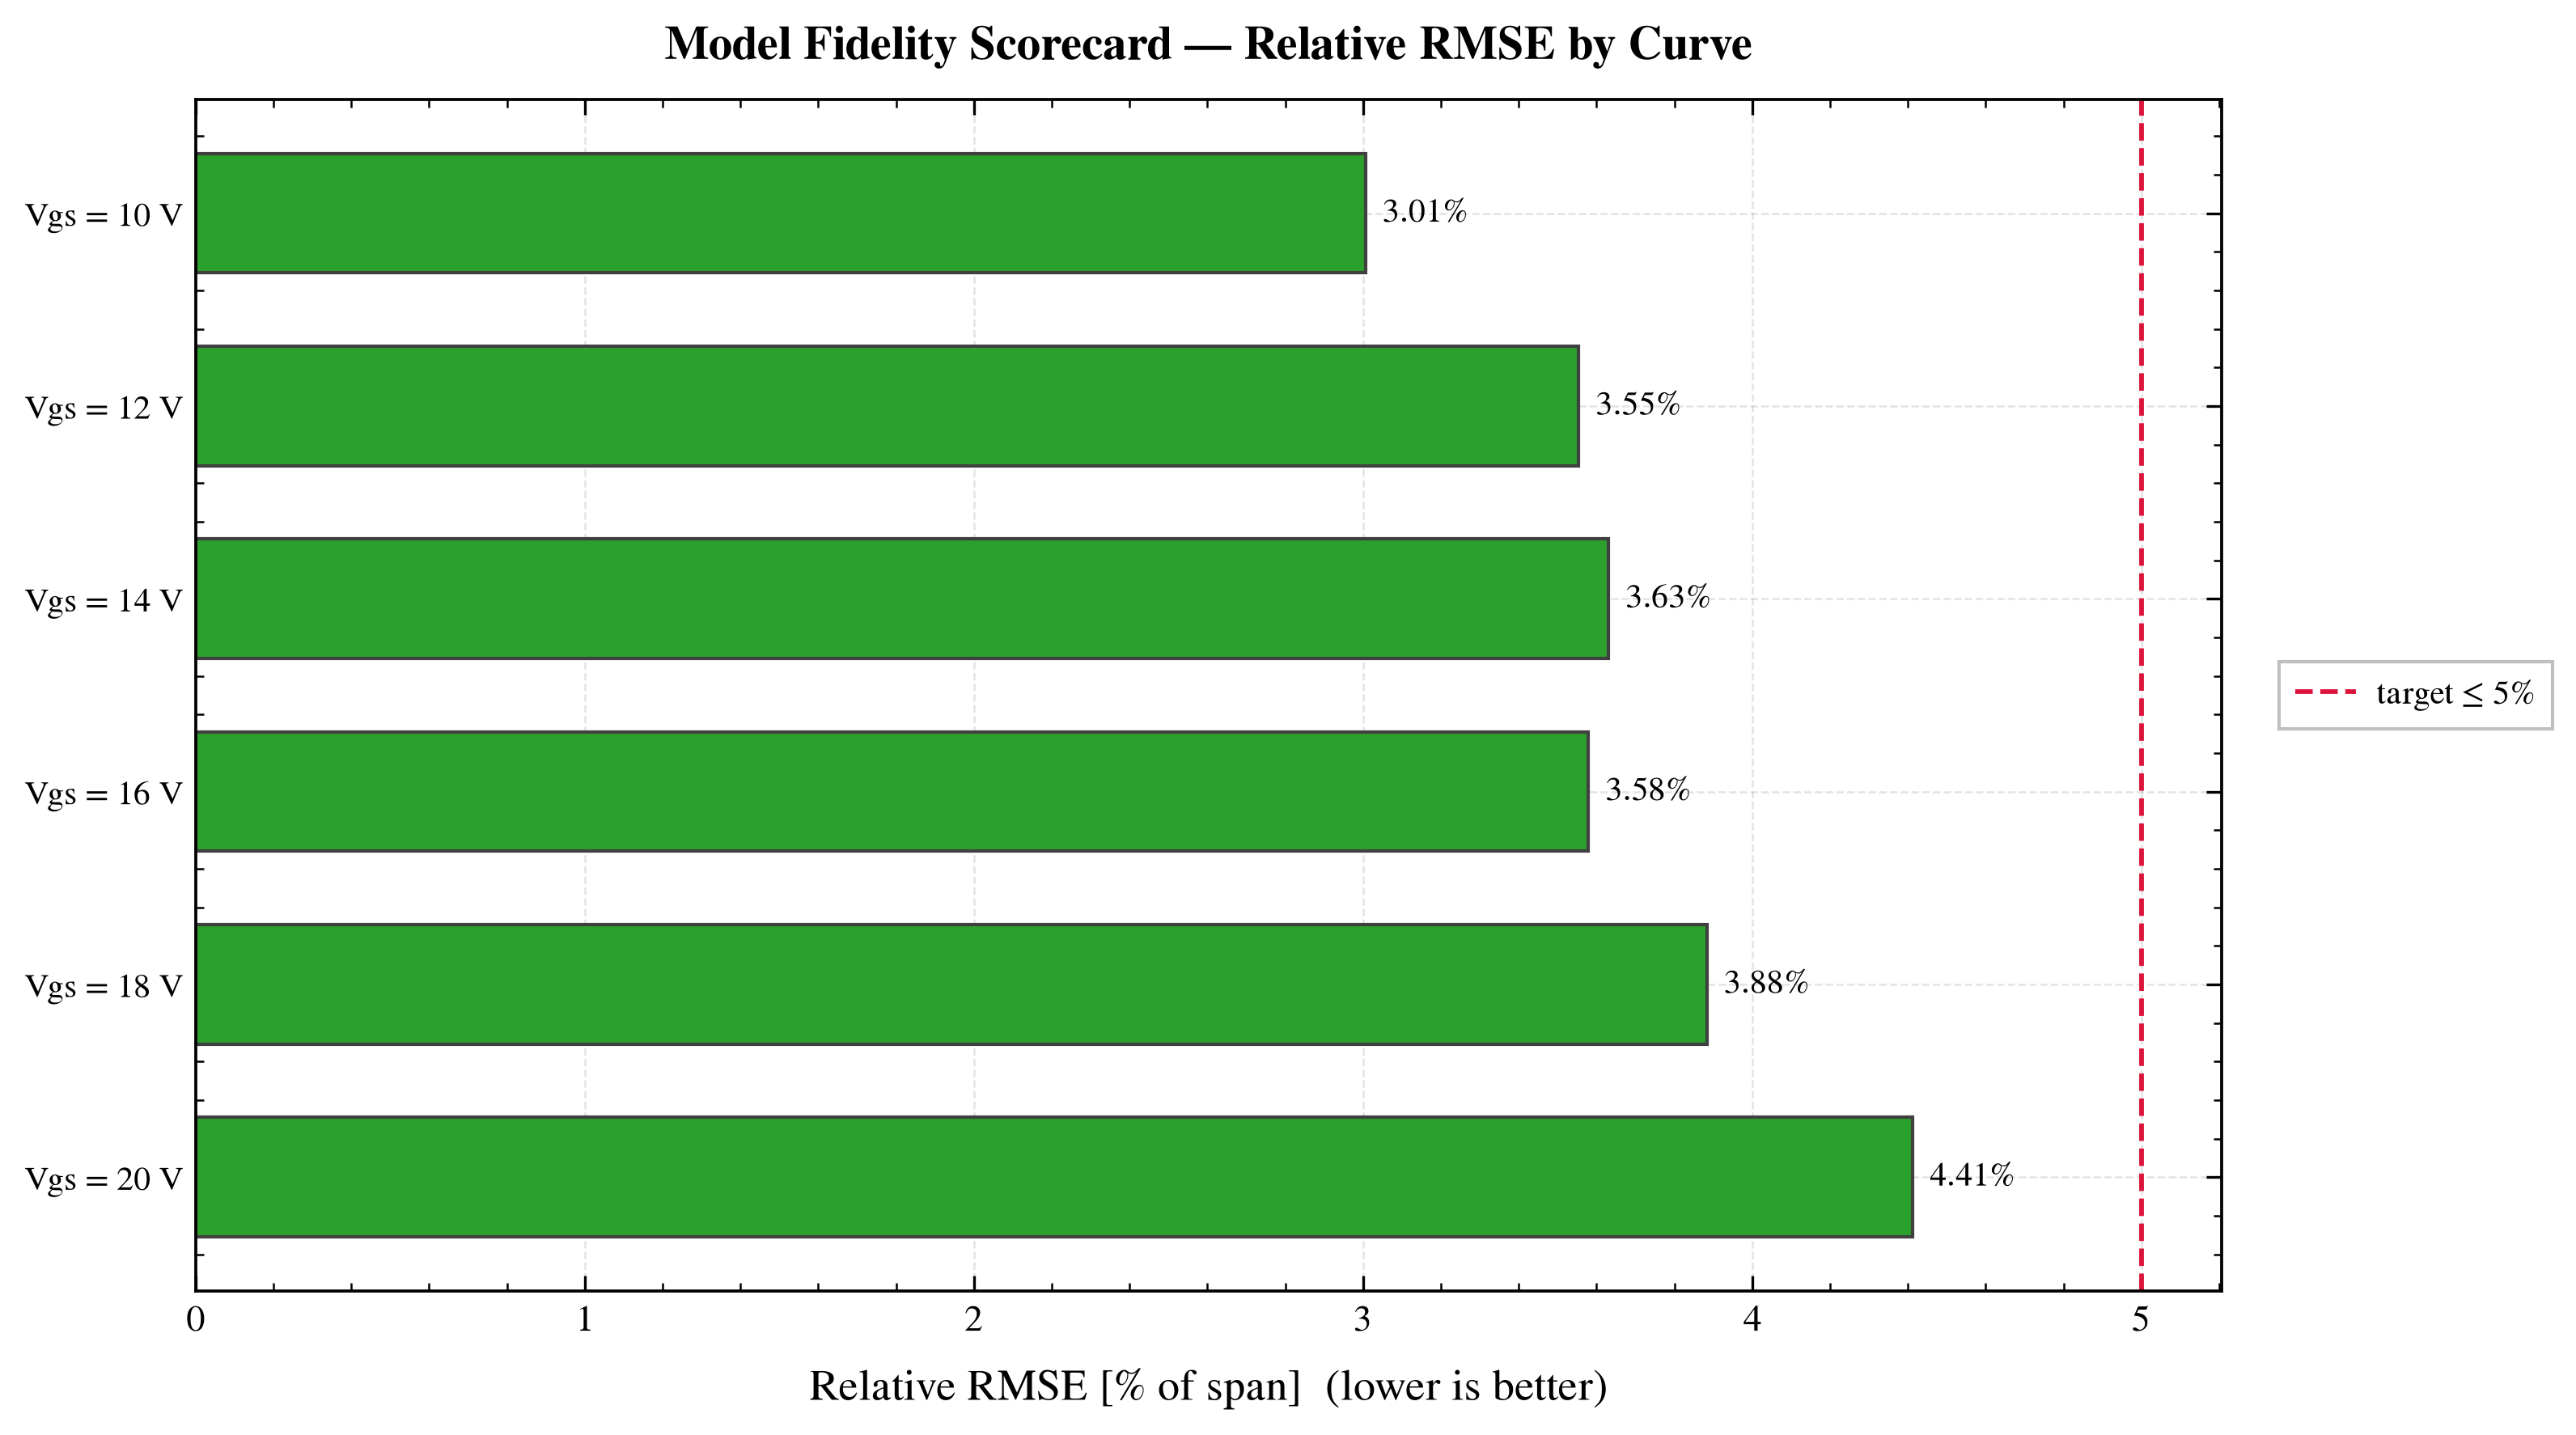 Model Fidelity Scorecard — Relative RMSE by Curve
Vgs = 10 V
3.01%
Vgs = 12 V
3.55%
Vgs = 14 V
3.63%
target ≤ 5%
Vgs = 16 V
3.58%
Vgs = 18 V
3.88%
Vgs = 20 V
4.41%
0 1 2 3 4 5
Relative RMSE [% of span] (lower is better)